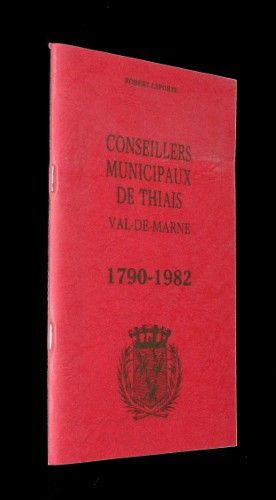 ROBERT LAPORTE
CONSEILLERS
MUNICIPAUX
DE THIAIS
VAL-DE-MARNE
1790-1982